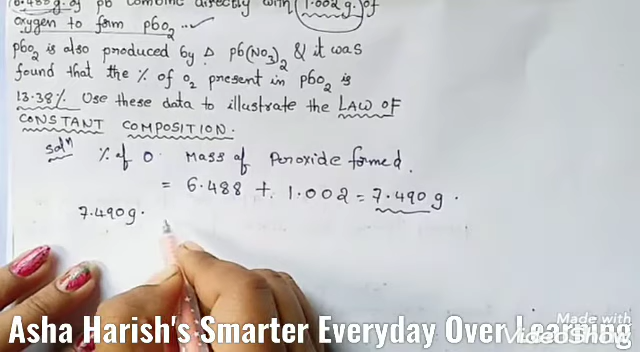 6.488g. of pb combine directly with 1.002g. of
oxygen to form pbo2.
pbo2 is also produced by Δ pb(NO3)2 & it was
found that the % of O2 present in pbo2 is
13.38%. Use these data to illustrate the LAW OF
CONSTANT COMPOSITION.
Solⁿ % of O. Mass of Peroxide formed.
= 6.488 + 1.002 = 7.490g.
7.490g.
Asha Harish's Smarter Everyday Over Learning
Made with
VideoShow